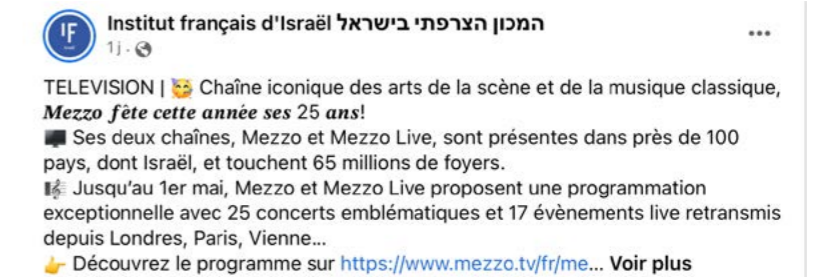 IF
Institut français d'Israël המכון הצרפתי בישראל
1 j ·
TELEVISION | 🥳 Chaîne iconique des arts de la scène et de la musique classique,
Mezzo fête cette année ses 25 ans!
🖥️ Ses deux chaînes, Mezzo et Mezzo Live, sont présentes dans près de 100
pays, dont Israël, et touchent 65 millions de foyers.
🎼 Jusqu'au 1er mai, Mezzo et Mezzo Live proposent une programmation
exceptionnelle avec 25 concerts emblématiques et 17 évènements live retransmis
depuis Londres, Paris, Vienne...
👉 Découvrez le programme sur https://www.mezzo.tv/fr/me... Voir plus